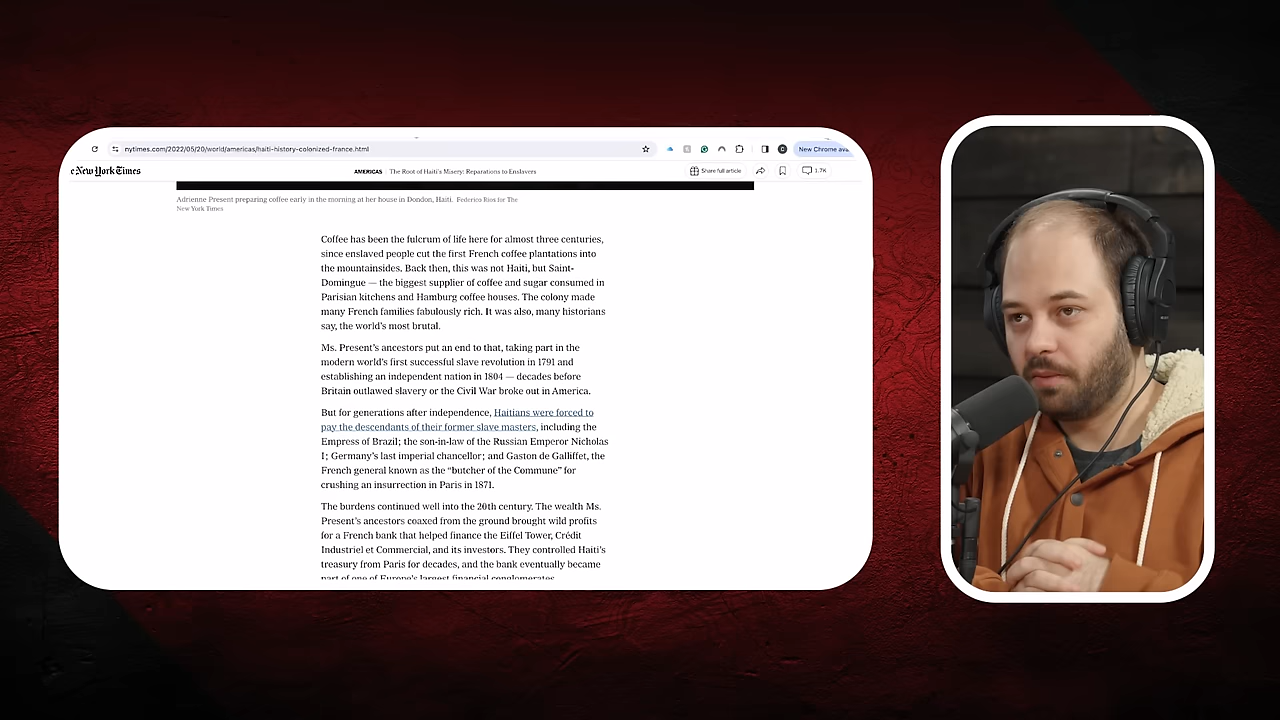 nytimes.com/2022/05/20/world/americas/haiti-history-colonized-france.html
New Chrome ava
e New York Times
AMERICAS | The Root of Haiti's Misery: Reparations to Enslavers
Share full article
1.7K
Adrienne Present preparing coffee early in the morning at her house in Dondon, Haiti. Federico Rios for The
New York Times
Coffee has been the fulcrum of life here for almost three centuries,
since enslaved people cut the first French coffee plantations into
the mountainsides. Back then, this was not Haiti, but Saint-
Domingue — the biggest supplier of coffee and sugar consumed in
Parisian kitchens and Hamburg coffee houses. The colony made
many French families fabulously rich. It was also, many historians
say, the world's most brutal.
Ms. Present's ancestors put an end to that, taking part in the
modern world's first successful slave revolution in 1791 and
establishing an independent nation in 1804 — decades before
Britain outlawed slavery or the Civil War broke out in America.
But for generations after independence, Haitians were forced to
pay the descendants of their former slave masters, including the
Empress of Brazil; the son-in-law of the Russian Emperor Nicholas
I; Germany's last imperial chancellor; and Gaston de Galliffet, the
French general known as the “butcher of the Commune” for
crushing an insurrection in Paris in 1871.
The burdens continued well into the 20th century. The wealth Ms.
Present's ancestors coaxed from the ground brought wild profits
for a French bank that helped finance the Eiffel Tower, Crédit
Industriel et Commercial, and its investors. They controlled Haiti's
treasury from Paris for decades, and the bank eventually became
part of one of Europe's largest financial conglomerates.